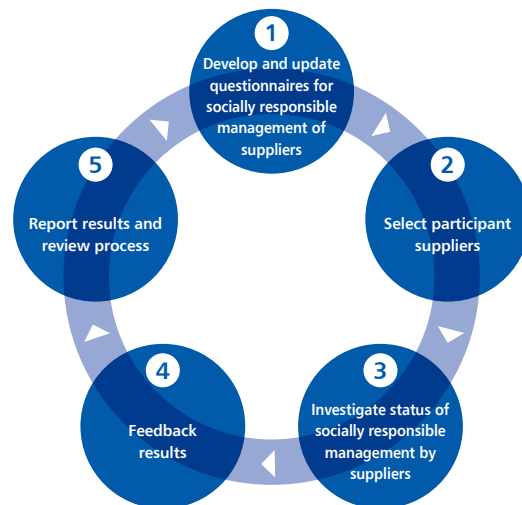 1
Develop and update
questionnaires for
socially responsible
management of
suppliers
2
Select participant
suppliers
3
Investigate status of
socially responsible
management by
suppliers
4
Feedback
results
5
Report results and
review process